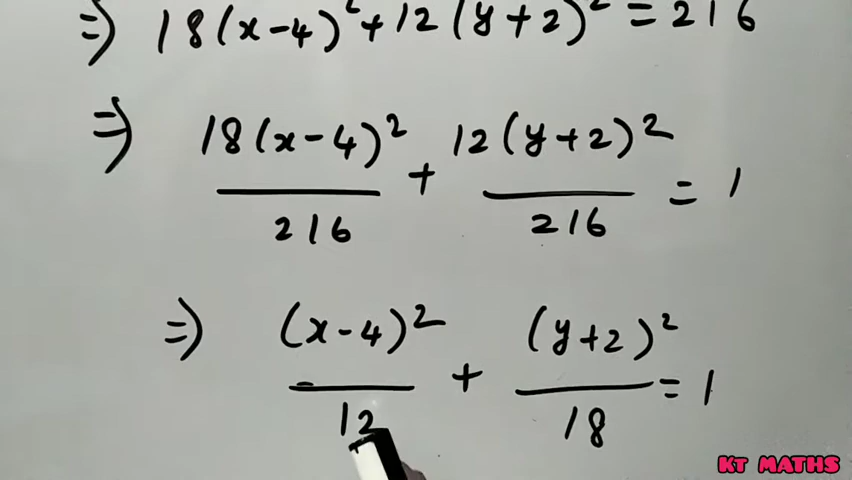 ⇒ 18(x-4)² + 12(y+2)² = 216
⇒ 18(x-4)²/216 + 12(y+2)²/216 = 1
⇒ (x-4)²/12 + (y+2)²/18 = 1
KT MATHS